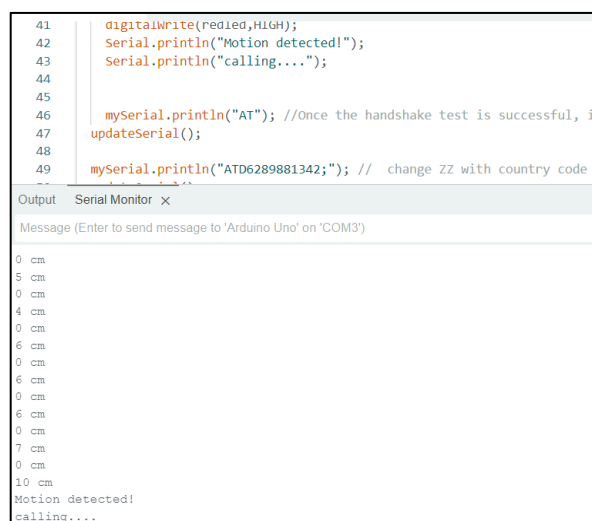 41 digitalWrite(redled,HIGH);
42 Serial.println("Motion detected!");
43 Serial.println("calling....");
44
45
46 mySerial.println("AT"); //Once the handshake test is successful, i
47 updateSerial();
48
49 mySerial.println("ATD6289881342;"); // change ZZ with country code
Output Serial Monitor ×
Message (Enter to send message to 'Arduino Uno' on 'COM3')
0 cm
5 cm
0 cm
4 cm
0 cm
6 cm
0 cm
6 cm
0 cm
6 cm
0 cm
7 cm
0 cm
10 cm
Motion detected!
calling....